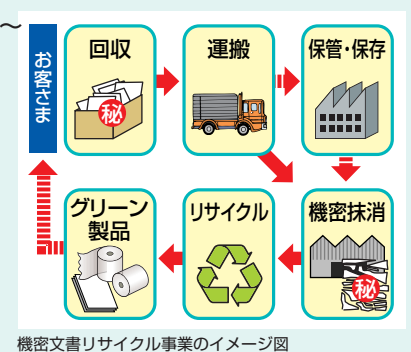 ～
お客さま
回収
㊙
運搬
保管・保存
グリーン
製品
リサイクル
機密抹消
㊙
機密文書リサイクル事業のイメージ図